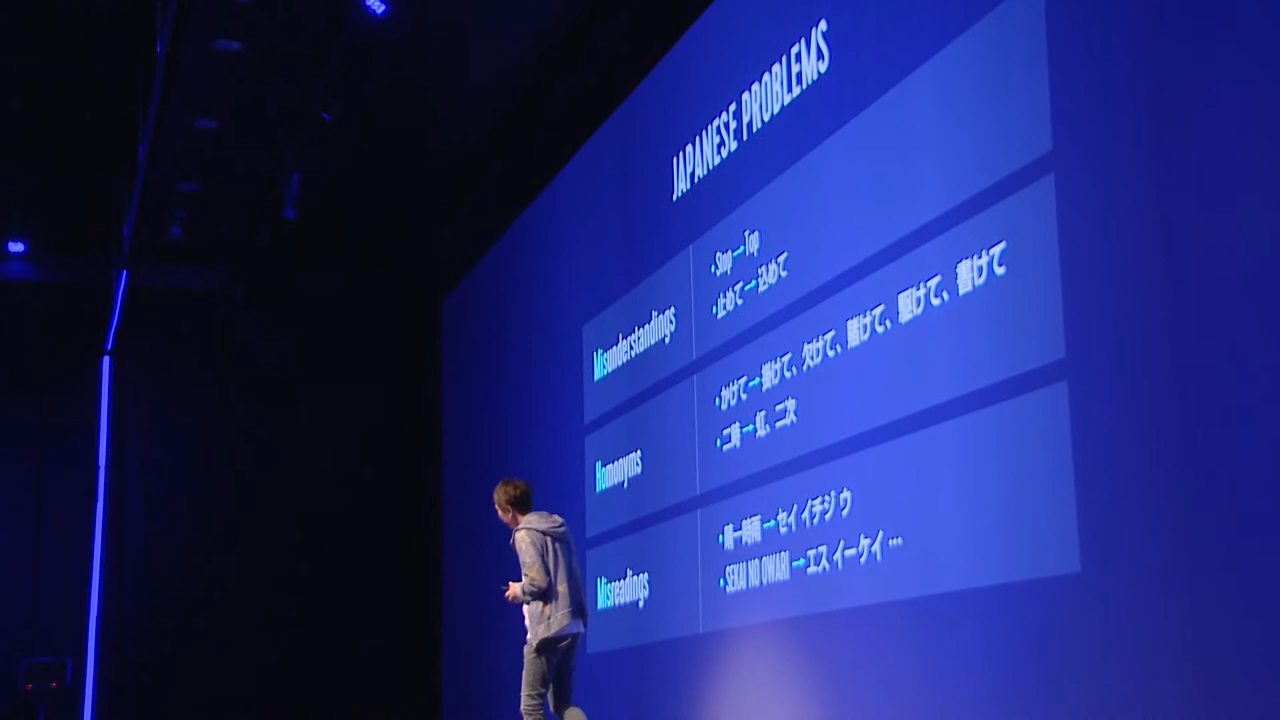 JAPANESE PROBLEMS
Misunderstandings
•Stop→Top
•止めて→込めて
Homonyms
•かけて→掛けて、欠けて、賭けて、駆けて、書けて
•二時→虹、二次
Misreadings
•晴一時雨→セイ イチジ ウ
•SEKAI NO OWARI→エス イーケイ…